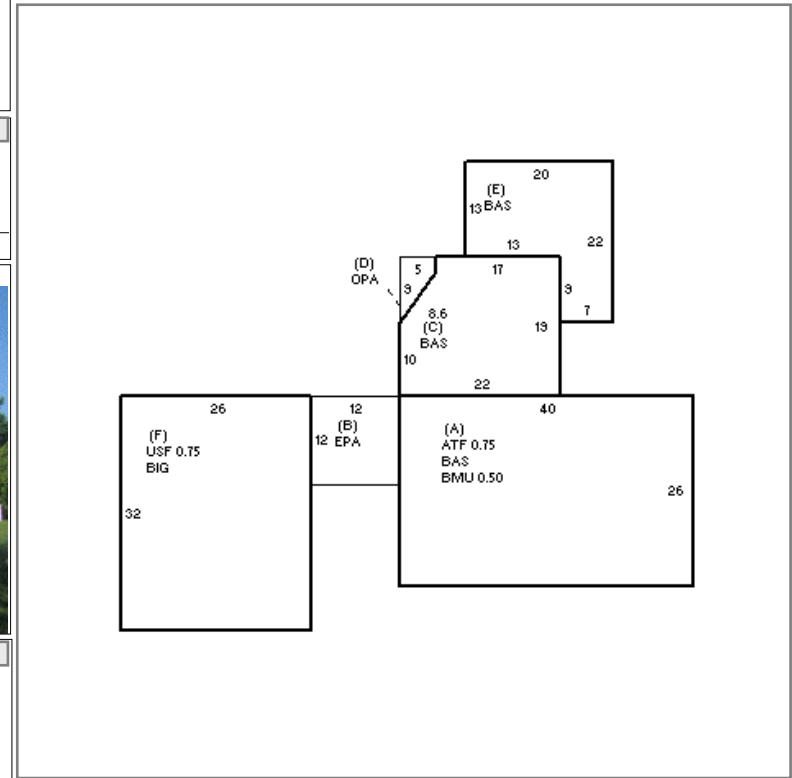 20
(E)
13 BAS
13
22
(D)
OPA
5
17
9
9
7
8.6
(C)
BAS
19
10
22
26
12
40
(F)
USF 0.75
BIG
(B)
12 EPA
(A)
ATF 0.75
BAS
BMU 0.50
26
32